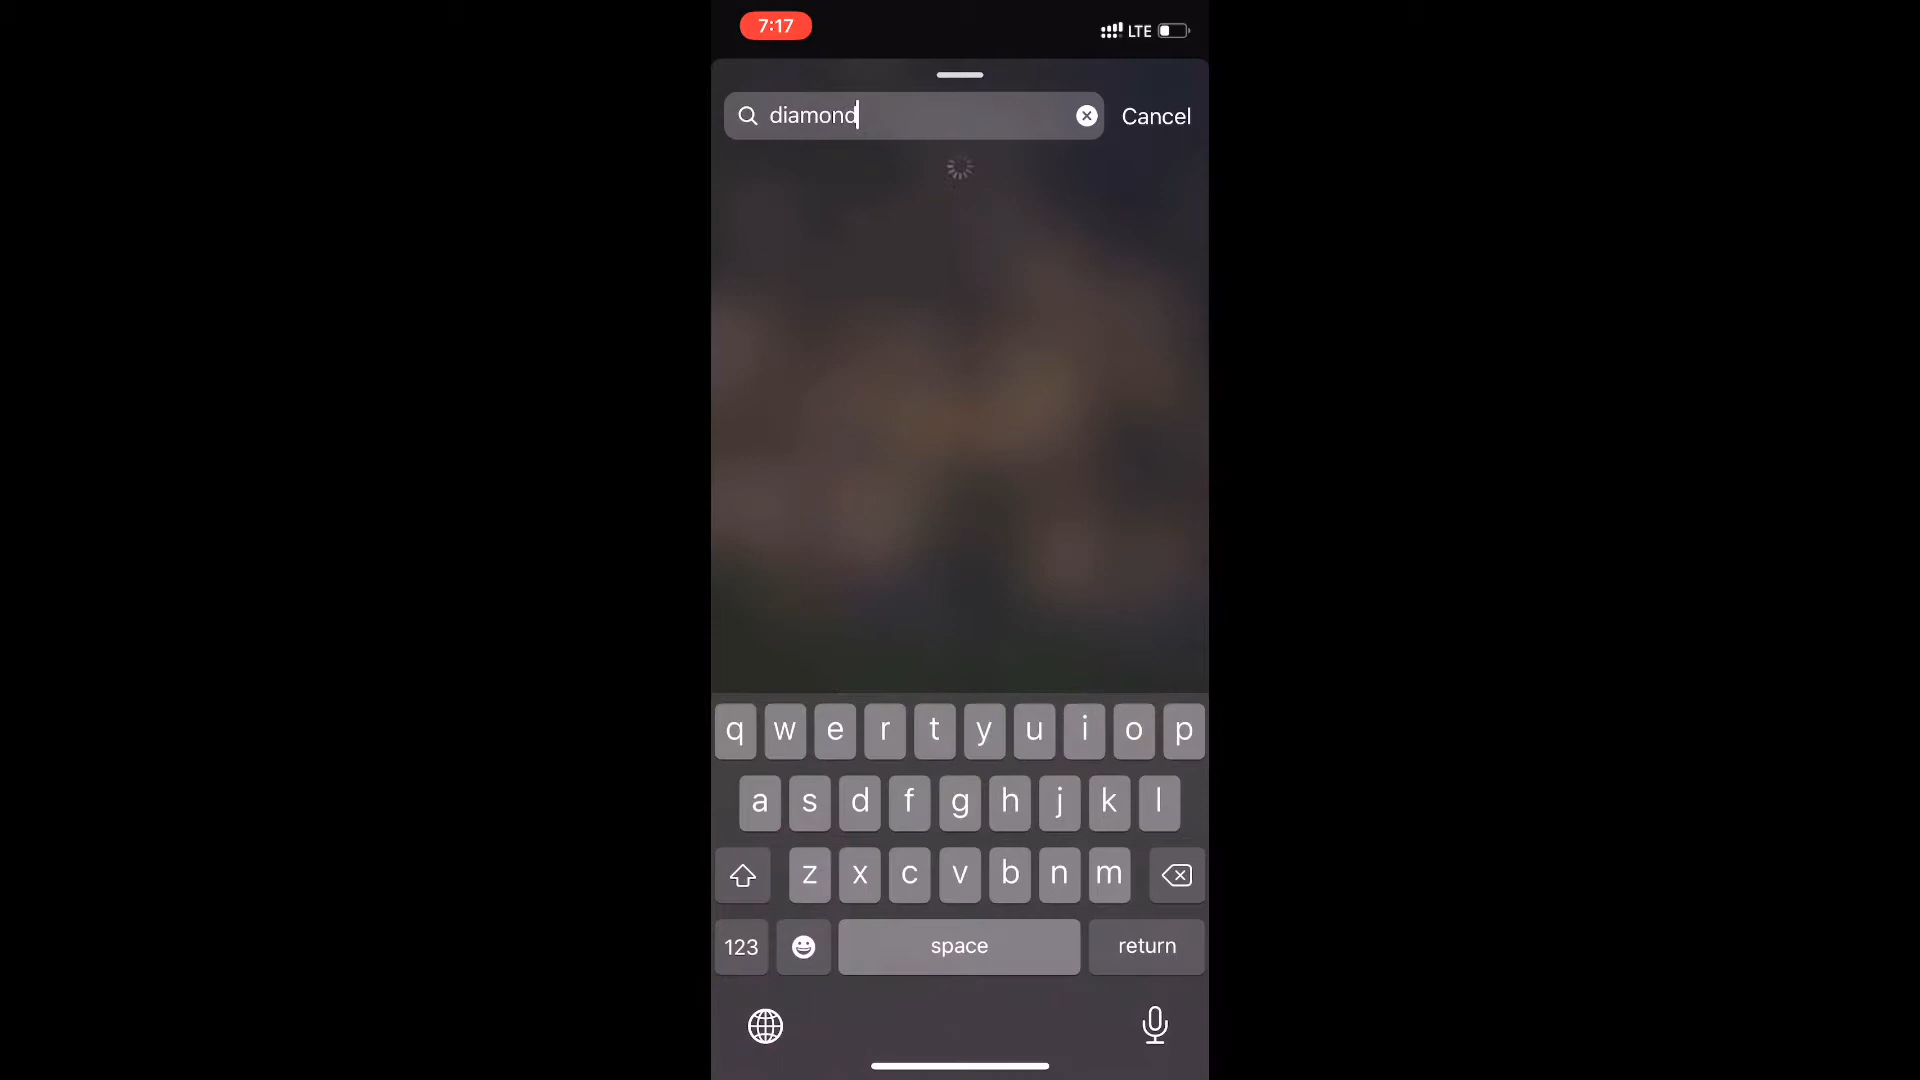 7:17 LTE
diamond Cancel
q w e r t y u i o p
a s d f g h j k l
z x c v b n m
123 space return